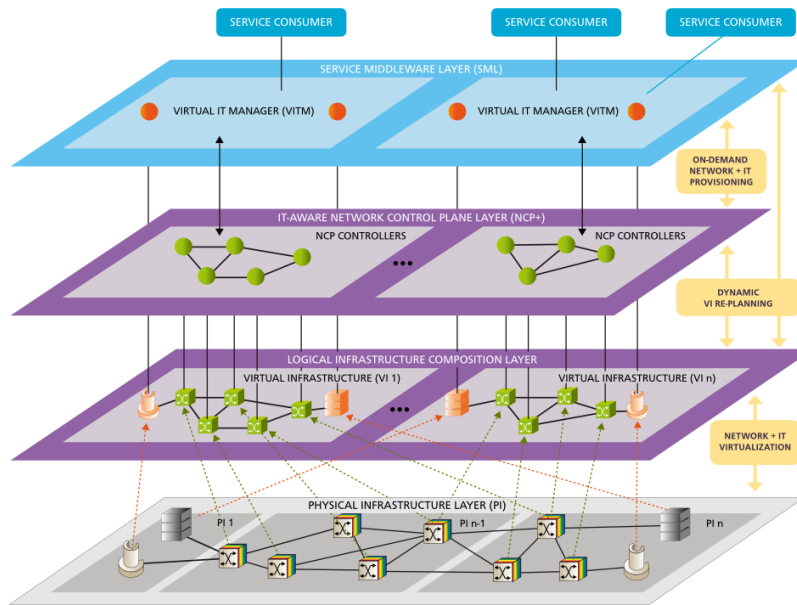 SERVICE CONSUMER
SERVICE CONSUMER
SERVICE CONSUMER
SERVICE MIDDLEWARE LAYER (SML)
VIRTUAL IT MANAGER (VITM)
VIRTUAL IT MANAGER (VITM)
ON-DEMAND
NETWORK + IT
PROVISIONING
IT-AWARE NETWORK CONTROL PLANE LAYER (NCP+)
NCP CONTROLLERS
NCP CONTROLLERS
DYNAMIC
VI RE-PLANNING
LOGICAL INFRASTRUCTURE COMPOSITION LAYER
VIRTUAL INFRASTRUCTURE (VI 1)
VIRTUAL INFRASTRUCTURE (VI n)
NETWORK + IT
VIRTUALIZATION
PHYSICAL INFRASTRUCTURE LAYER (PI)
PI 1
PI n-1
PI n